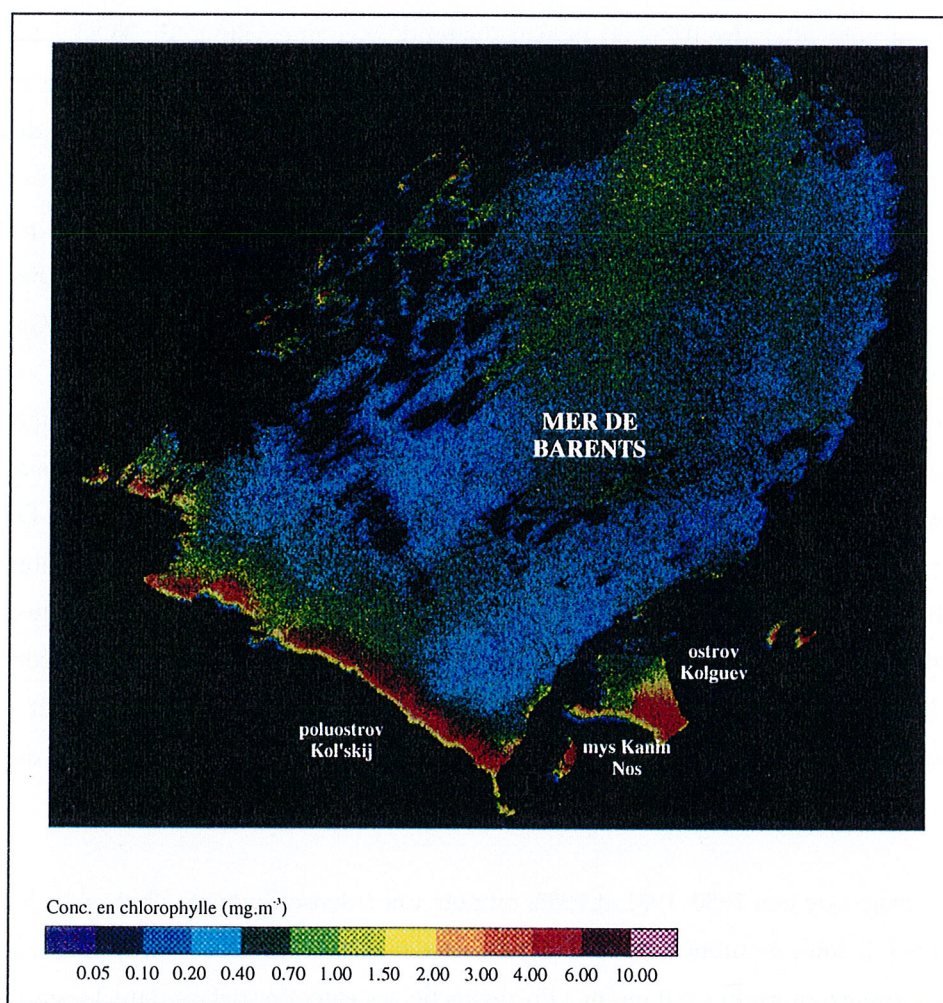 MER DE
BARENTS
ostrov
Kolguev
poluostrov
Kol'skij
mys Kanin
Nos
Conc. en chlorophylle (mg.m⁻³)
0.05 0.10 0.20 0.40 0.70 1.00 1.50 2.00 3.00 4.00 6.00 10.00